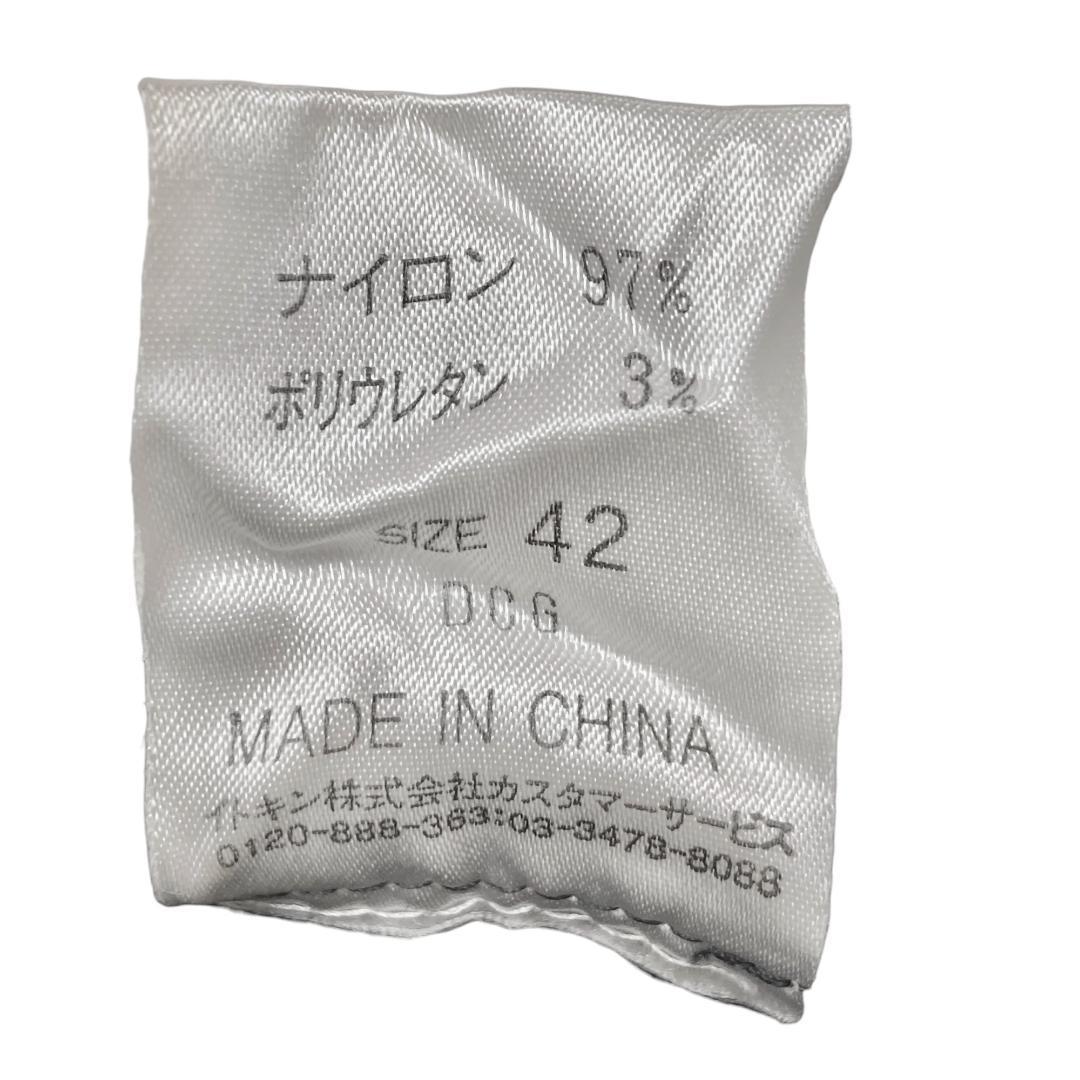 ナイロン 97%
ポリウレタン 3%
SIZE 42
DCG
MADE IN CHINA
イトキン株式会社カスタマーサービス
0120-888-363:03-3478-8088